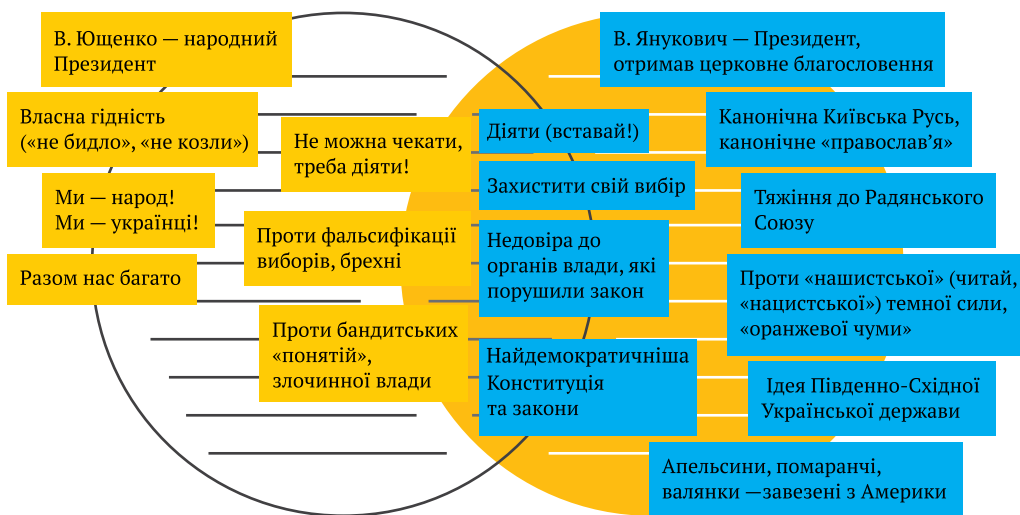 В. Ющенко — народний
Президент
Власна гідність
(«не бидло», «не козли»)
Ми — народ!
Ми — українці!
Разом нас багато
Не можна чекати,
треба діяти!
Проти фальсифікації
виборів, брехні
Проти бандитських
«понятій»,
злочинної влади
Діяти (вставай!)
Захистити свій вибір
Недовіра до
органів влади, які
порушили закон
Найдемократичніша
Конституція
та закони
В. Янукович — Президент,
отримав церковне благословення
Канонічна Київська Русь,
канонічне «православ’я»
Тяжіння до Радянського
Союзу
Проти «нашистської» (читай,
«нацистської») темної сили,
«оранжевої чуми»
Ідея Південно-Східної
Української держави
Апельсини, помаранчі,
валянки —завезені з Америки